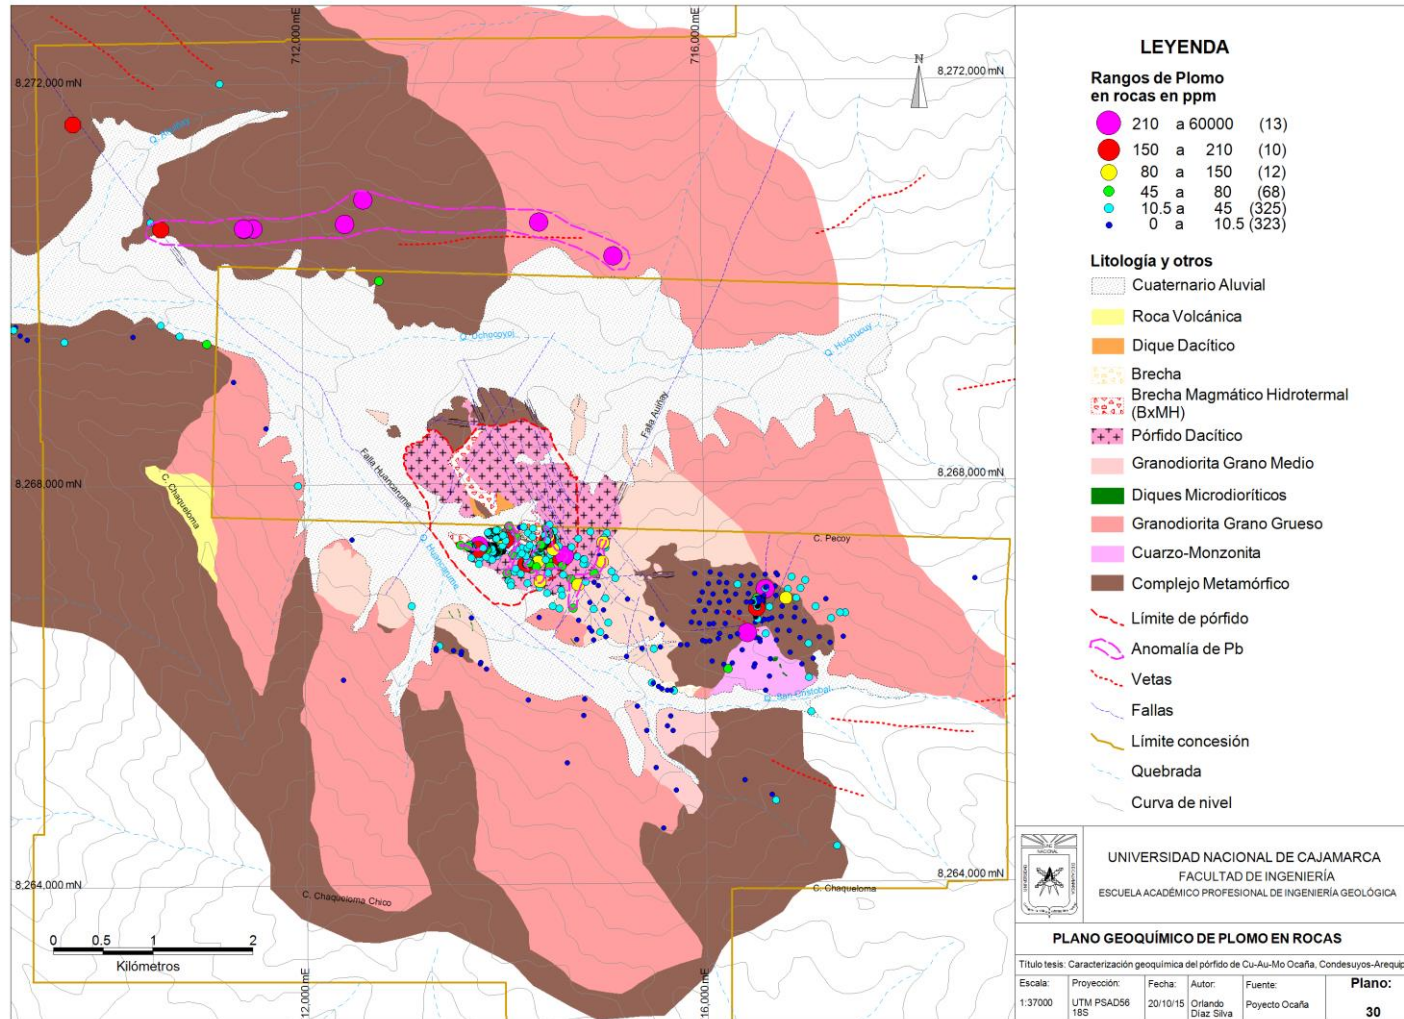 712,000 mE
716,000 mE
8,272,000 mN
8,272,000 mN
N
Q. Ochocoyoj
Q. Huichucuy
Falla Auiñay
Falla Huancarume
8,268,000 mN
8,268,000 mN
C. Chaqueloma
Q. Huancarume
C. Pecoy
Q. San Cristobal
8,264,000 mN
8,264,000 mN
C. Chaqueloma Chico
C. Chaqueloma
0 0.5 1 2
Kilómetros
12,000 mE
16,000 mE
LEYENDA
Rangos de Plomo
en rocas en ppm
210 a 60000 (13)
150 a 210 (10)
80 a 150 (12)
45 a 80 (68)
10.5 a 45 (325)
0 a 10.5 (323)
Litología y otros
Cuaternario Aluvial
Roca Volcánica
Dique Dacítico
Brecha
Brecha Magmático Hidrotermal
(BxMH)
Pórfido Dacítico
Granodiorita Grano Medio
Diques Microdioríticos
Granodiorita Grano Grueso
Cuarzo-Monzonita
Complejo Metamórfico
Límite de pórfido
Anomalía de Pb
Vetas
Fallas
Límite concesión
Quebrada
Curva de nivel
UNIVERSIDAD NACIONAL DE CAJAMARCA
FACULTAD DE INGENIERÍA
ESCUELA ACADÉMICO PROFESIONAL DE INGENIERÍA GEOLÓGICA
PLANO GEOQUÍMICO DE PLOMO EN ROCAS
Título tesis: Caracterización geoquímica del pórfido de Cu-Au-Mo Ocaña, Condesuyos-Arequip
Escala:
1:37000
Proyección:
UTM PSAD56
18S
Fecha:
20/10/15
Autor:
Orlando
Díaz Silva
Fuente:
Poyecto Ocaña
Plano:
30